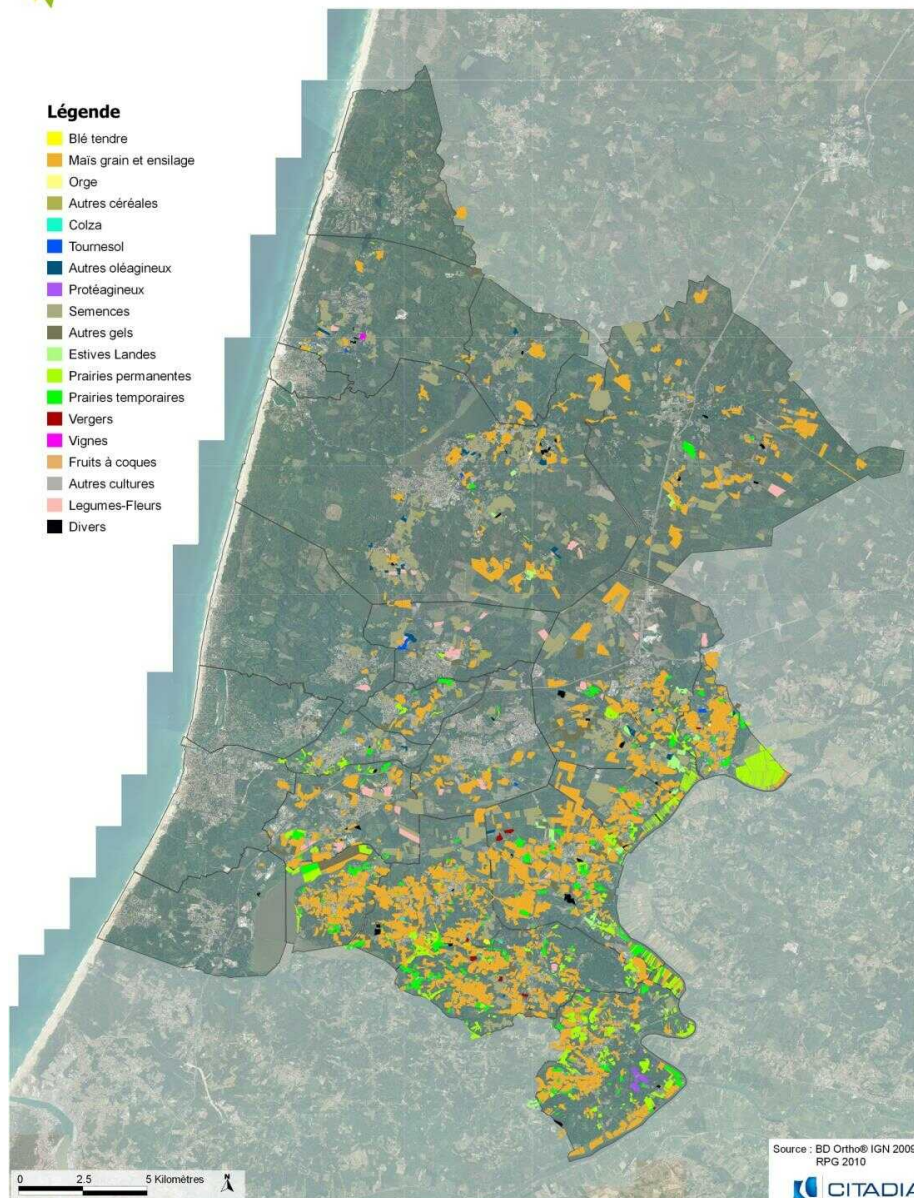 Légende
Blé tendre
Maïs grain et ensilage
Orge
Autres céréales
Colza
Tournesol
Autres oléagineux
Protéagineux
Semences
Autres gels
Estives Landes
Prairies permanentes
Prairies temporaires
Vergers
Vignes
Fruits à coques
Autres cultures
Legumes-Fleurs
Divers
Source : BD Ortho® IGN 2009
RPG 2010
0 2.5 5 Kilomètres N
CITADIA